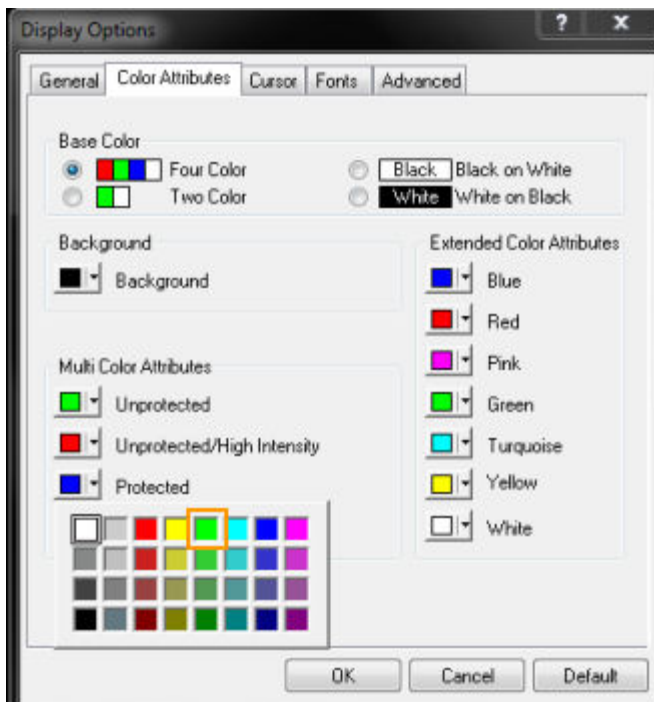 Display Options
? x
General Color Attributes Cursor Fonts Advanced
Base Color
Four Color
Black Black on White
Two Color
White White on Black
Background
Background
Multi Color Attributes
Unprotected
Unprotected/High Intensity
Protected
Extended Color Attributes
Blue
Red
Pink
Green
Turquoise
Yellow
White
OK Cancel Default